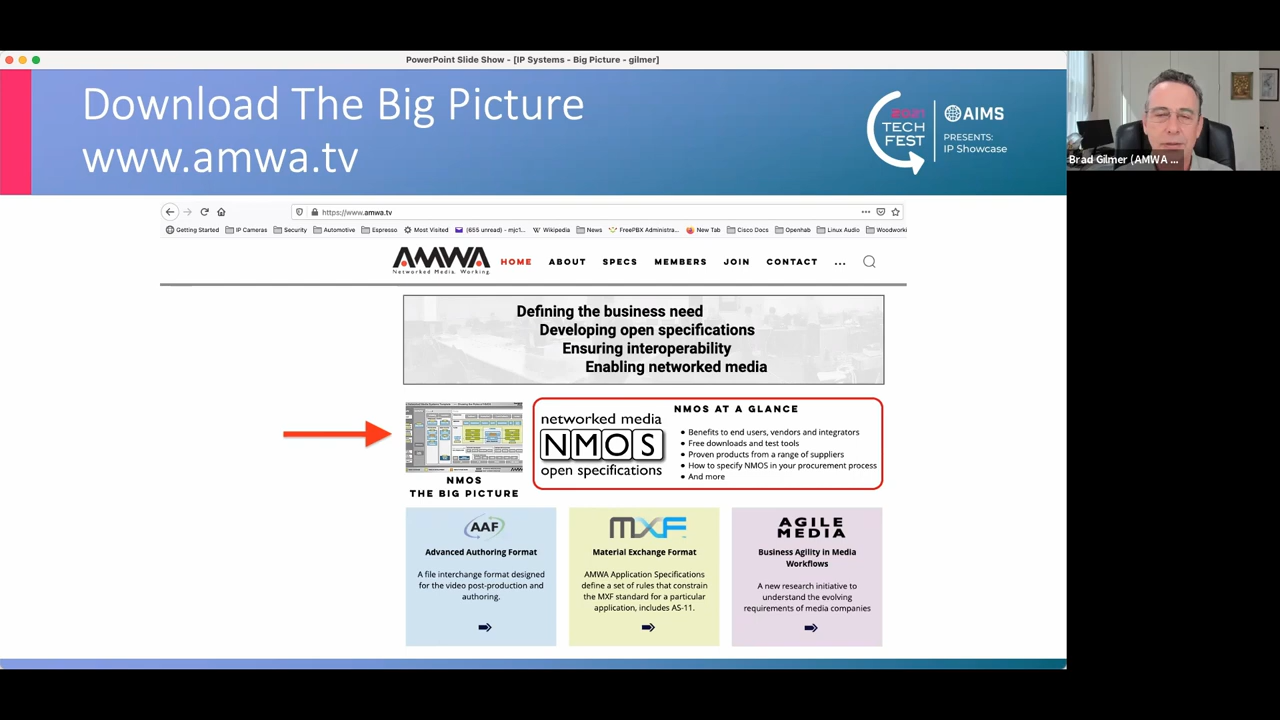 PowerPoint Slide Show - [IP Systems - Big Picture - gilmer]
Download The Big Picture
www.amwa.tv
2021
TECH
FEST
AIMS
PRESENTS:
IP Showcase
Brad Gilmer (AMWA ...
https://www.amwa.tv
Getting Started
IP Cameras
Security
Automotive
Espresso
Most Visited
(655 unread) - mjc1...
Wikipedia
News
FreePBX Administra...
New Tab
Cisco Docs
Openhab
Linux Audio
Woodworki
AMWA
Networked Media. Working.
HOME
ABOUT
SPECS
MEMBERS
JOIN
CONTACT
...
Defining the business need
Developing open specifications
Ensuring interoperability
Enabling networked media
NMOS
THE BIG PICTURE
networked media
NMOS
open specifications
NMOS AT A GLANCE
• Benefits to end users, vendors and integrators
• Free downloads and test tools
• Proven products from a range of suppliers
• How to specify NMOS in your procurement process
• And more
AAF
Advanced Authoring Format
A file interchange format designed
for the video post-production and
authoring.
MXF
Material Exchange Format
AMWA Application Specifications
define a set of rules that constrain
the MXF standard for a particular
application, includes AS-11.
AGILE
MEDIA
Business Agility in Media
Workflows
A new research initiative to
understand the evolving
requirements of media companies